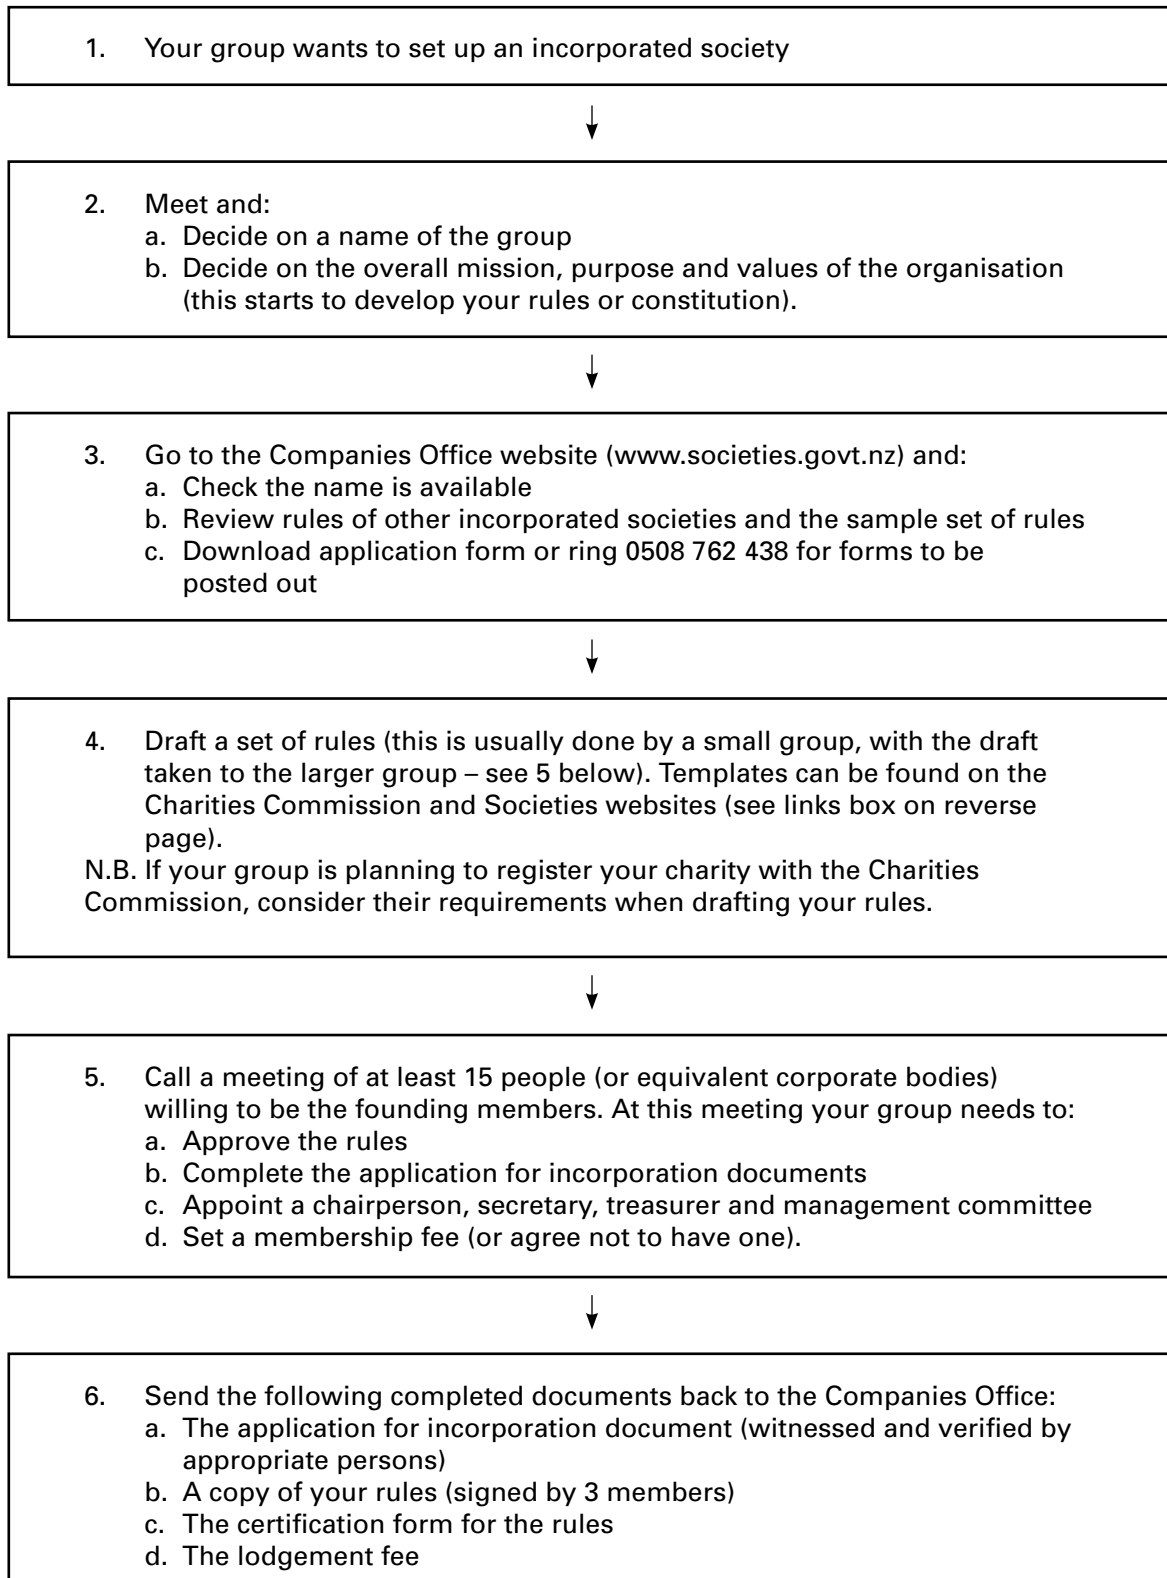 1. Your group wants to set up an incorporated society
2. Meet and:
a. Decide on a name of the group
b. Decide on the overall mission, purpose and values of the organisation
(this starts to develop your rules or constitution).
3. Go to the Companies Office website (www.societies.govt.nz) and:
a. Check the name is available
b. Review rules of other incorporated societies and the sample set of rules
c. Download application form or ring 0508 762 438 for forms to be
posted out
4. Draft a set of rules (this is usually done by a small group, with the draft
taken to the larger group – see 5 below). Templates can be found on the
Charities Commission and Societies websites (see links box on reverse
page).
N.B. If your group is planning to register your charity with the Charities
Commission, consider their requirements when drafting your rules.
5. Call a meeting of at least 15 people (or equivalent corporate bodies)
willing to be the founding members. At this meeting your group needs to:
a. Approve the rules
b. Complete the application for incorporation documents
c. Appoint a chairperson, secretary, treasurer and management committee
d. Set a membership fee (or agree not to have one).
6. Send the following completed documents back to the Companies Office:
a. The application for incorporation document (witnessed and verified by
appropriate persons)
b. A copy of your rules (signed by 3 members)
c. The certification form for the rules
d. The lodgement fee